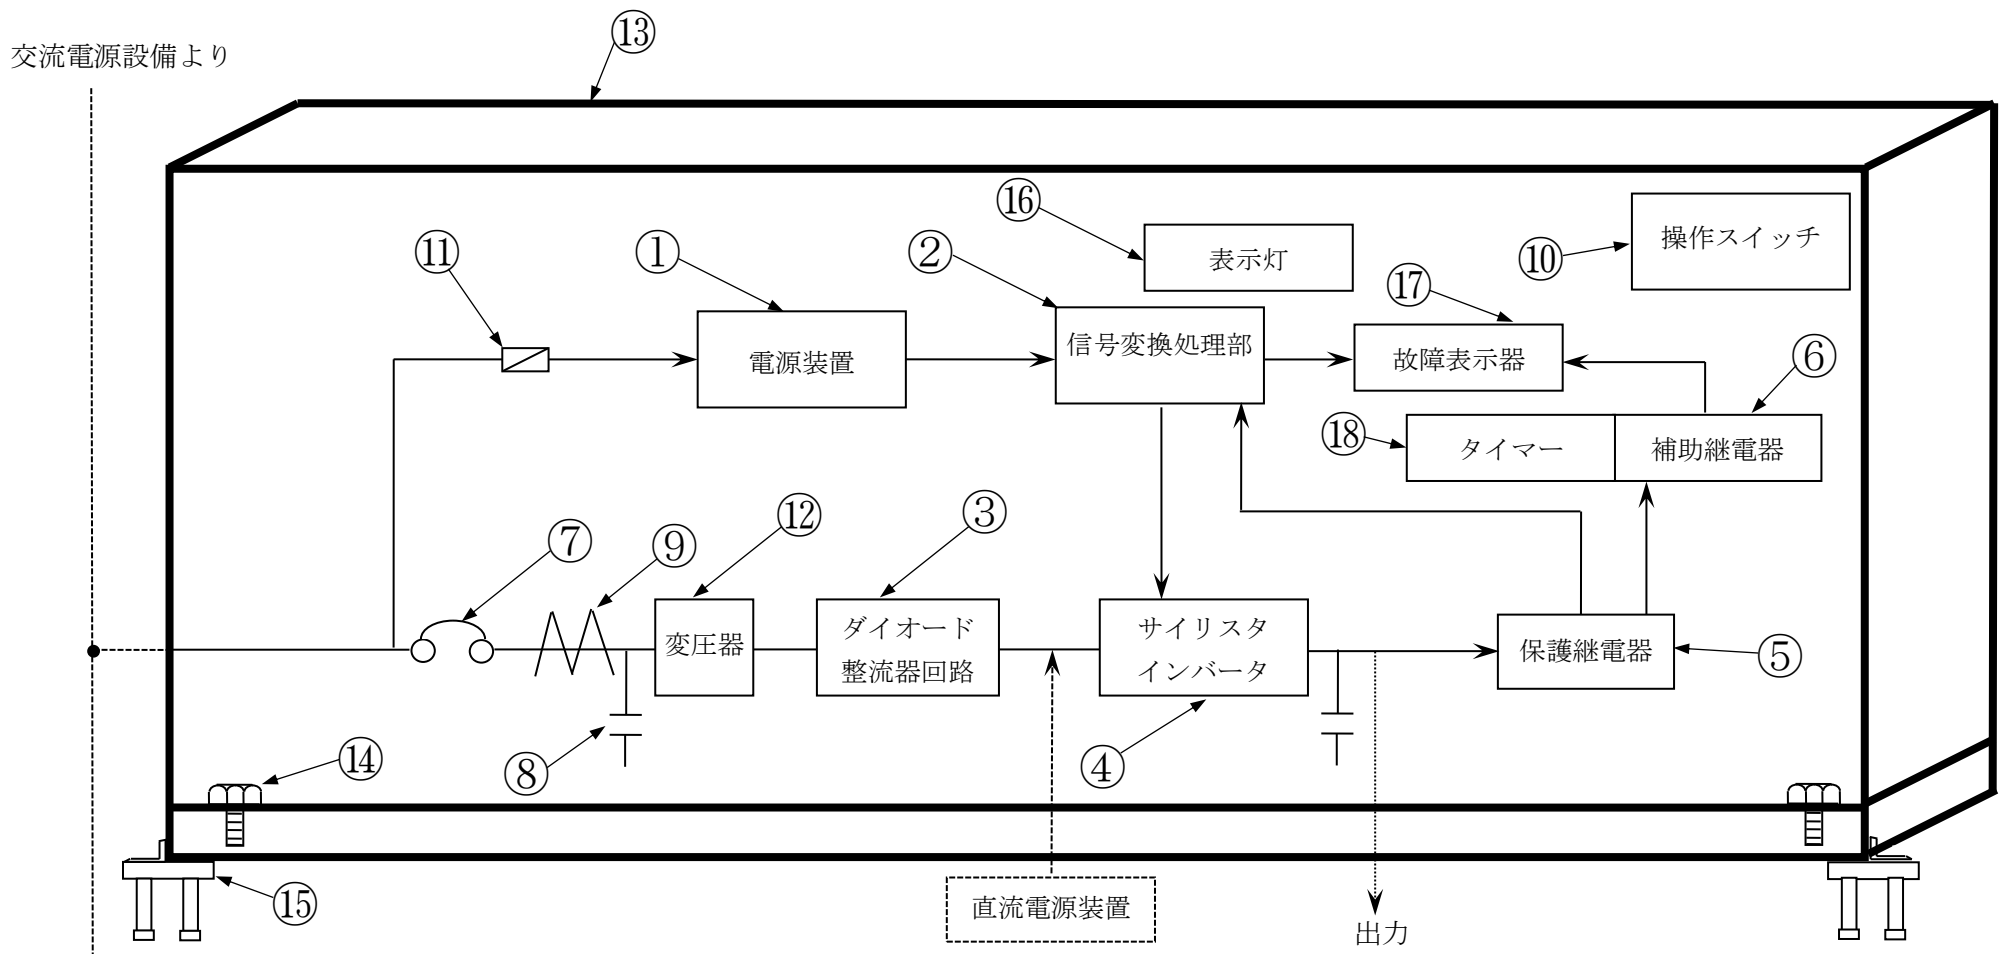 ⑬
交流電源設備より
⑯
表示灯
操作スイッチ
⑩
⑪
①
②
⑰
電源装置
信号変換処理部
故障表示器
⑥
⑱
タイマー
補助継電器
⑦
⑨
⑫
③
変圧器
ダイオード
整流器回路
サイリスタ
インバータ
保護継電器
⑤
⑭
⑧
④
⑮
直流電源装置
出力